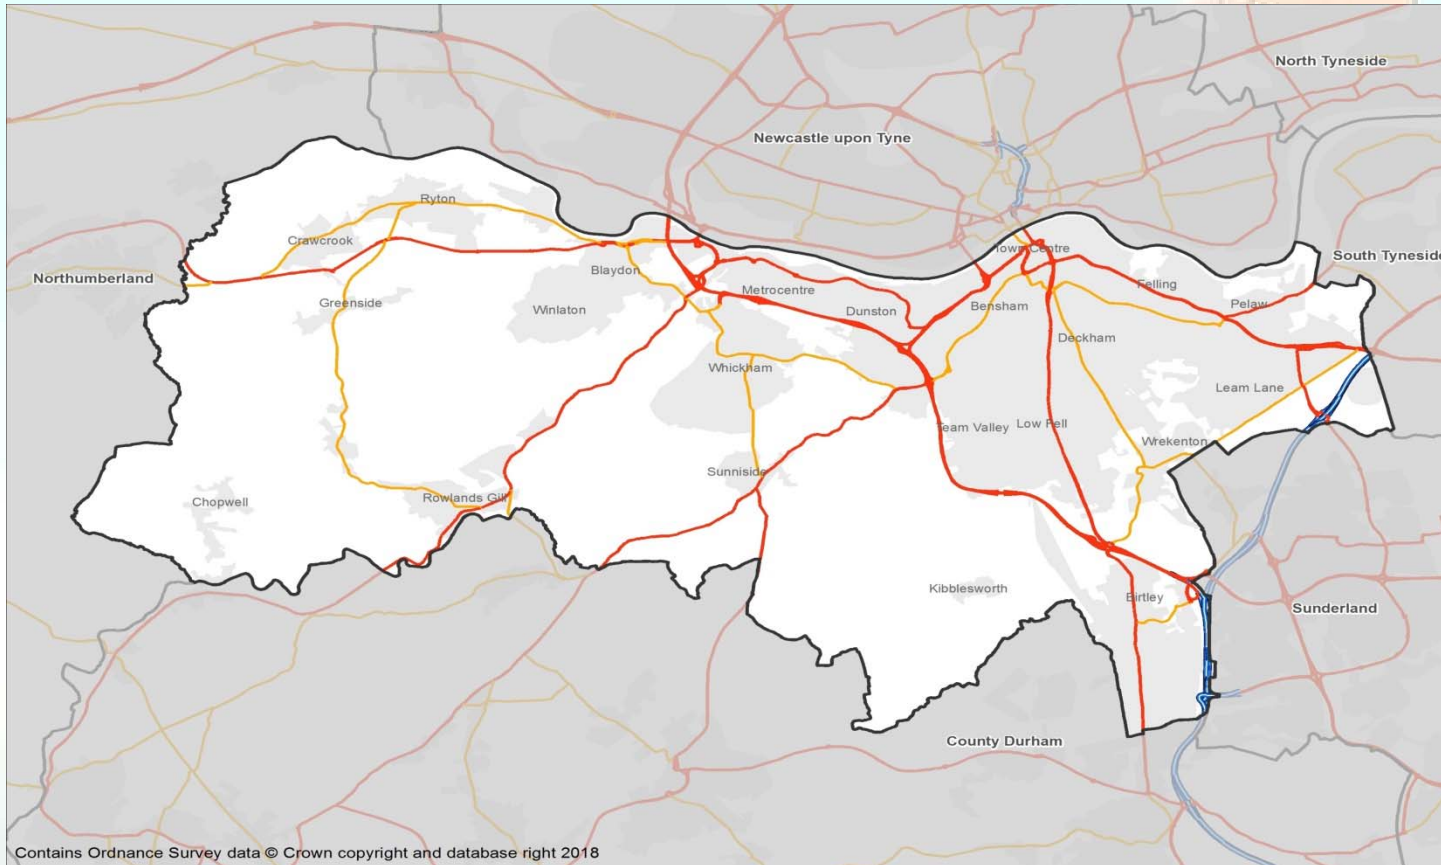 North Tyneside
Newcastle upon Tyne
Ryton
Crawcrook
Town Centre
South Tyneside
Northumberland
Blaydon
Felling
Metrocentre
Greenside
Pelaw
Winlaton
Dunston
Bensham
Deckham
Whickham
Leam Lane
Team Valley
Low Fell
Wrekenton
Sunniside
Chopwell
Rowlands Gill
Kibblesworth
Birtley
Sunderland
County Durham
Contains Ordnance Survey data © Crown copyright and database right 2018